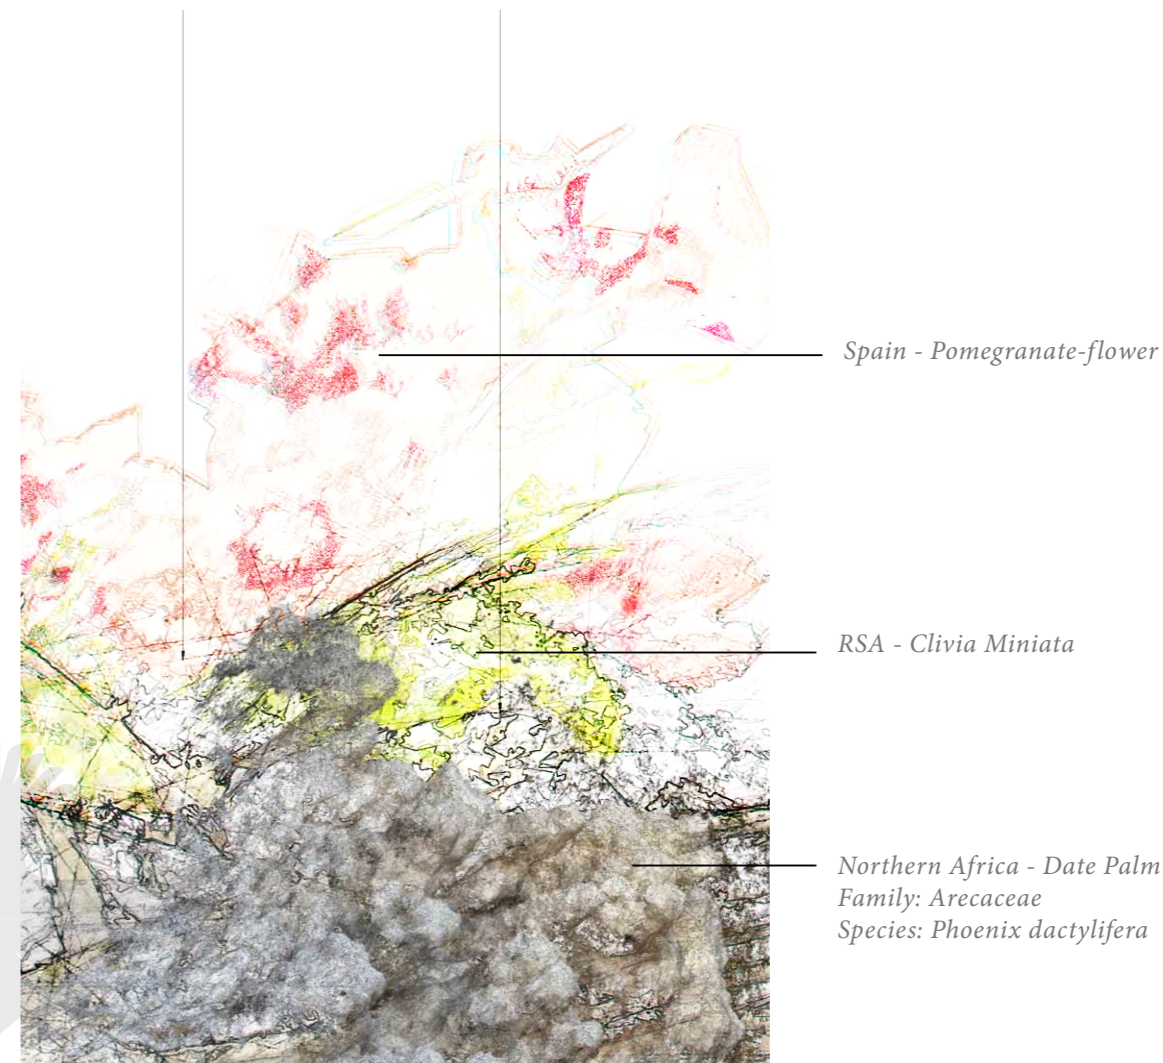 Spain - Pomegranate-flower
RSA - Clivia Miniata
Northern Africa - Date Palm
Family: Arecaceae
Species: Phoenix dactylifera